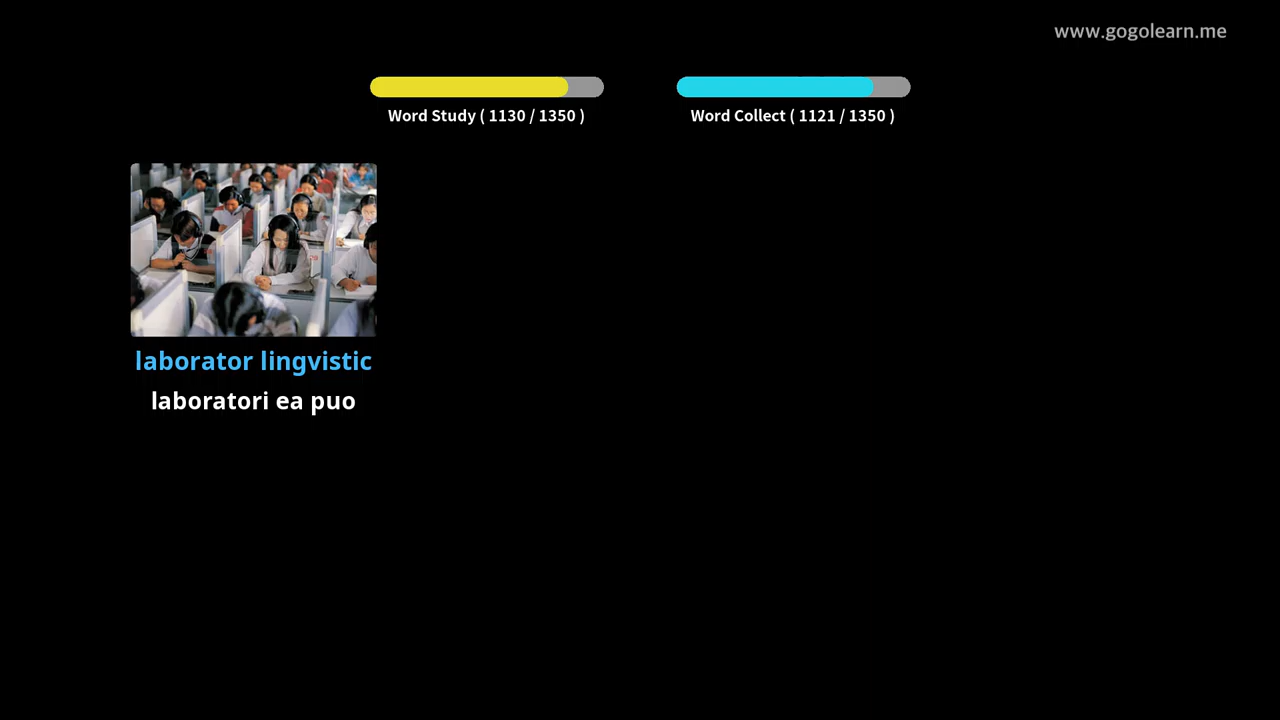 www.gogolearn.me
Word Study ( 1130 / 1350 )
Word Collect ( 1121 / 1350 )
laborator lingvistic
laboratori ea puo